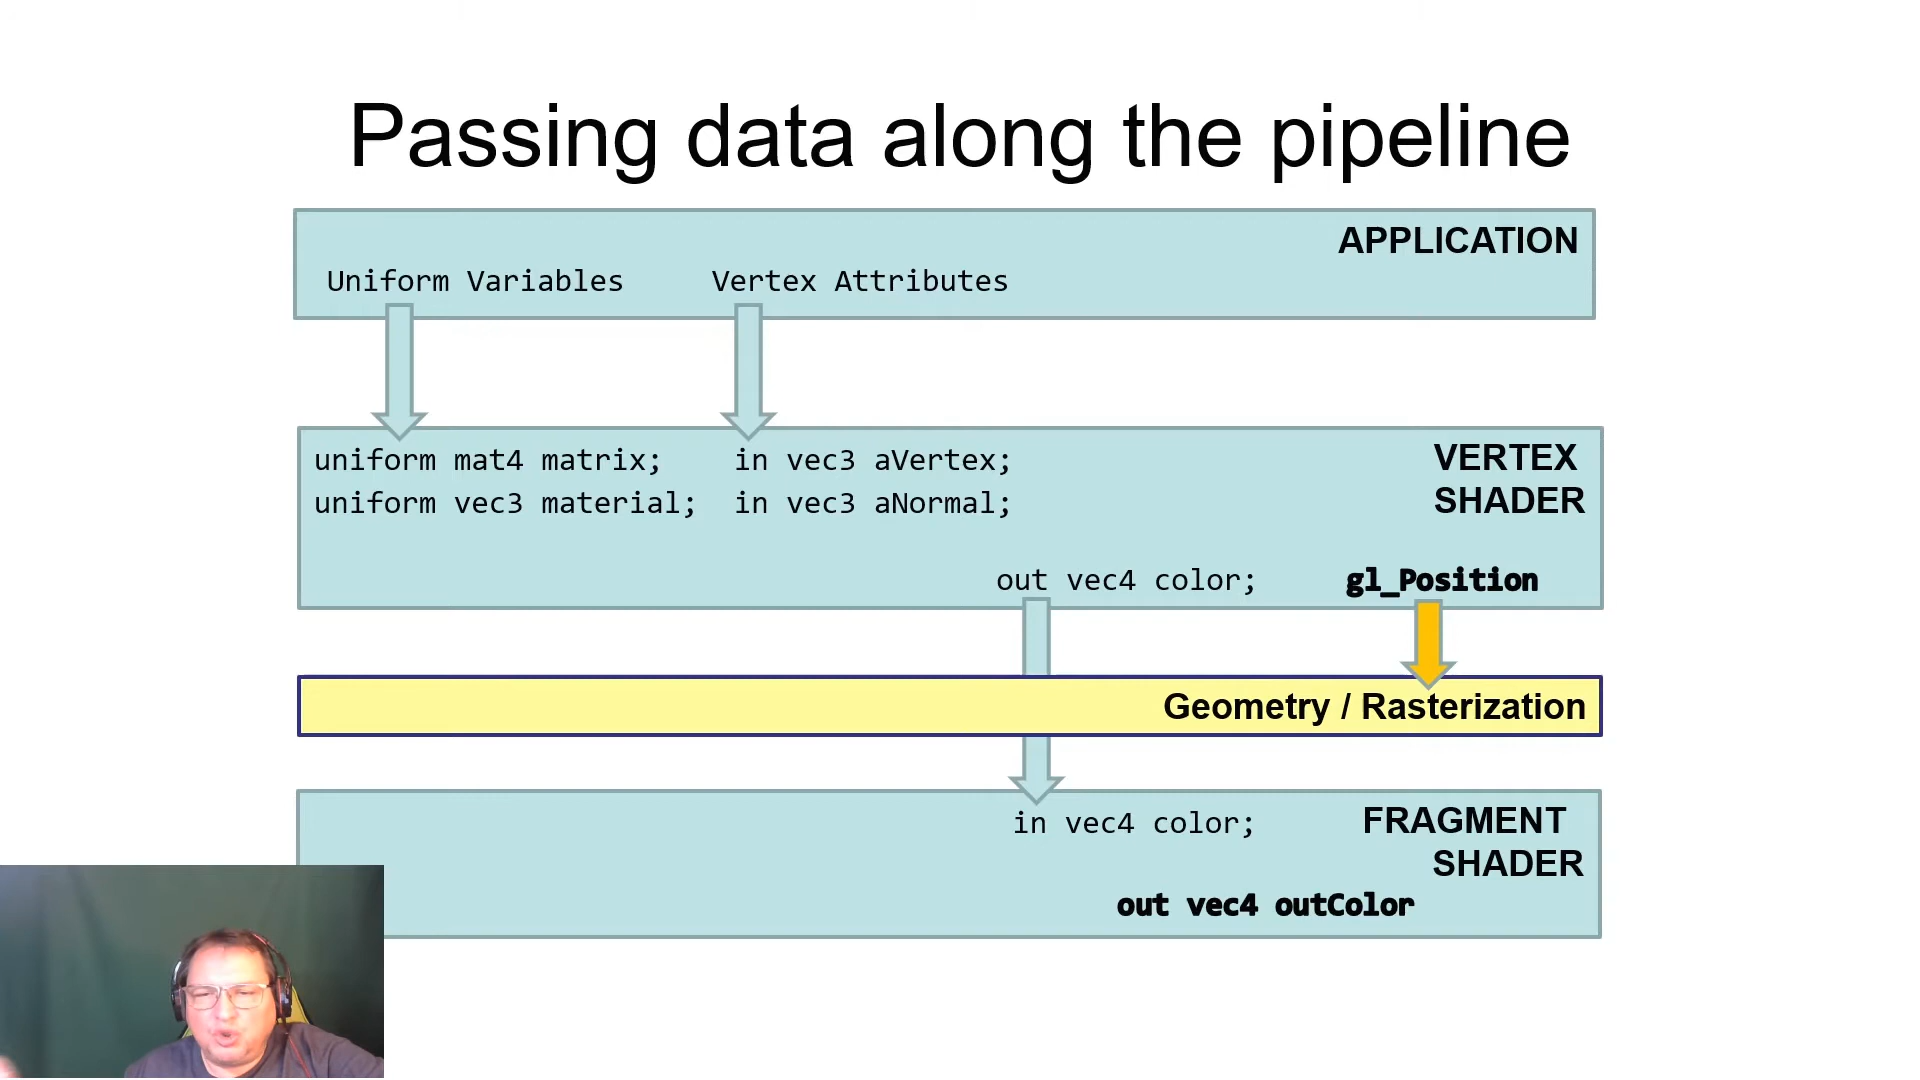 Passing data along the pipeline
APPLICATION
Uniform Variables Vertex Attributes
uniform mat4 matrix; in vec3 aVertex; VERTEX
uniform vec3 material; in vec3 aNormal; SHADER
out vec4 color; gl_Position
Geometry / Rasterization
in vec4 color; FRAGMENT
SHADER
out vec4 outColor